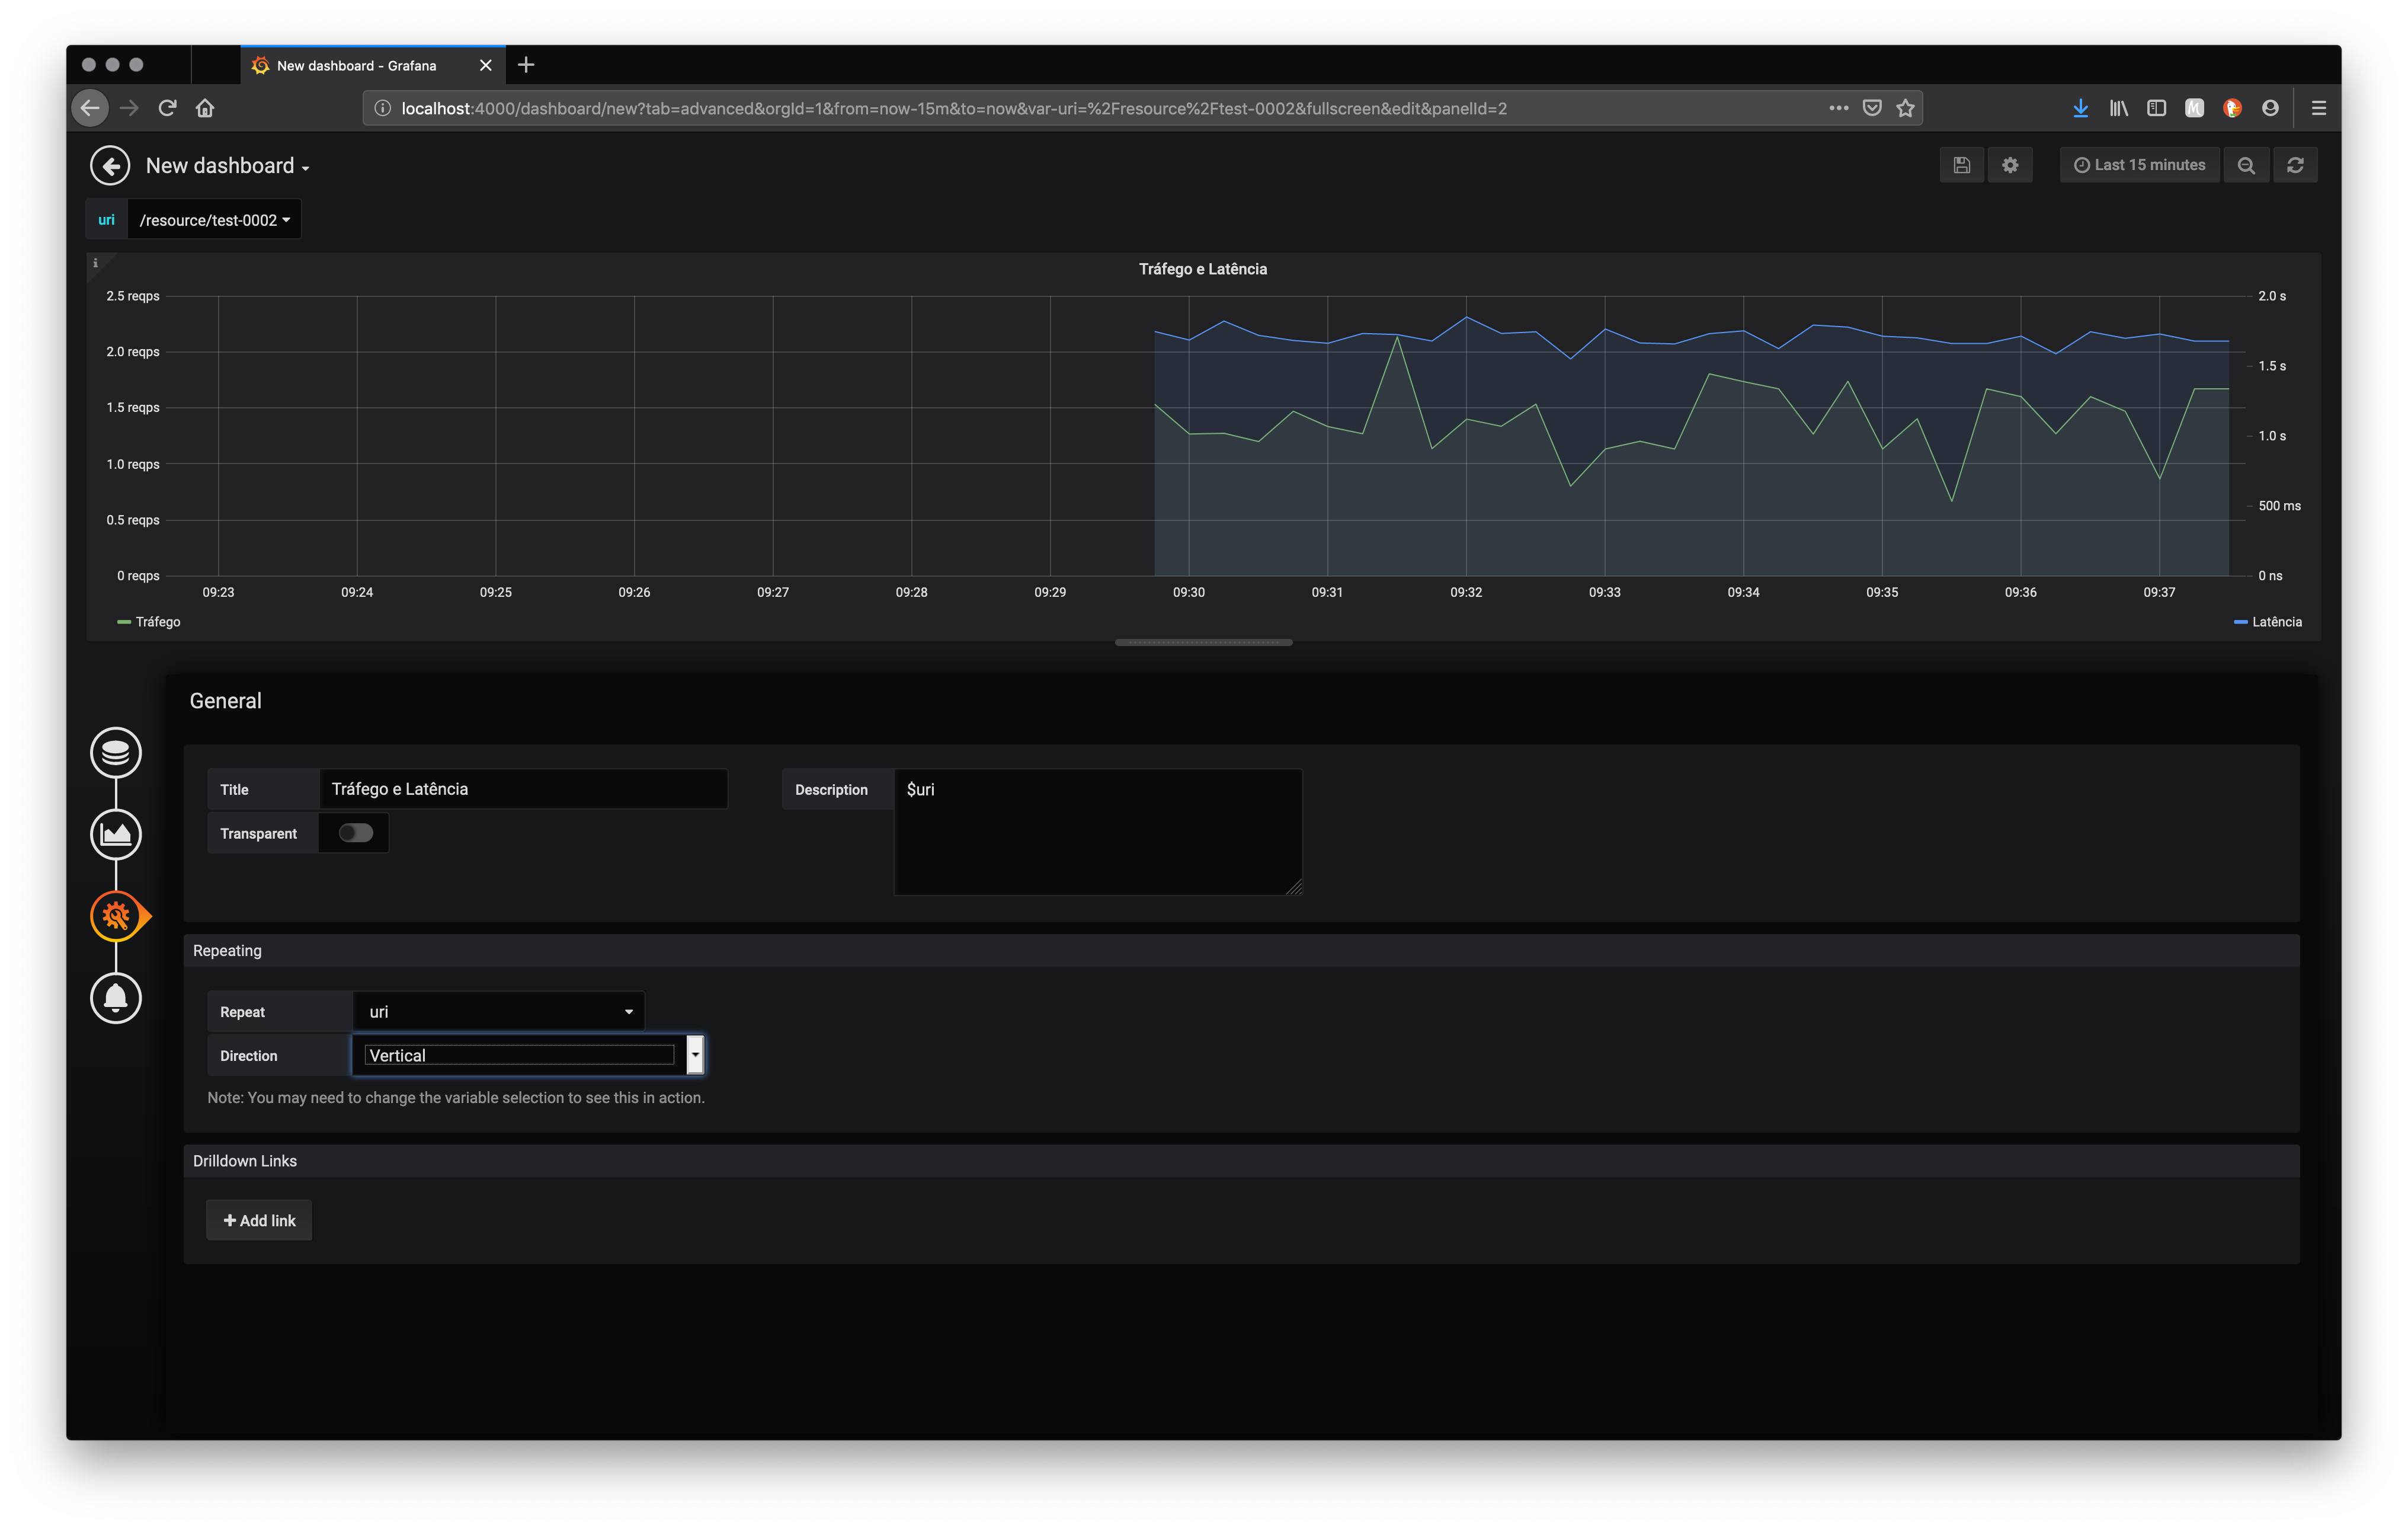 New dashboard - Grafana
localhost:4000/dashboard/new?tab=advanced&orgId=1&from=now-15m&to=now&var-uri=%2Fresource%2Ftest-0002&fullscreen&edit&panelId=2
New dashboard
Last 15 minutes
uri /resource/test-0002
Tráfego e Latência
2.5 reqps
2.0 reqps
1.5 reqps
1.0 reqps
0.5 reqps
0 reqps
2.0 s
1.5 s
1.0 s
500 ms
0 ns
09:23 09:24 09:25 09:26 09:27 09:28 09:29 09:30 09:31 09:32 09:33 09:34 09:35 09:36 09:37
Tráfego
Latência
General
Title Tráfego e Latência
Description $uri
Transparent
Repeating
Repeat uri
Direction Vertical
Note: You may need to change the variable selection to see this in action.
Drilldown Links
+ Add link